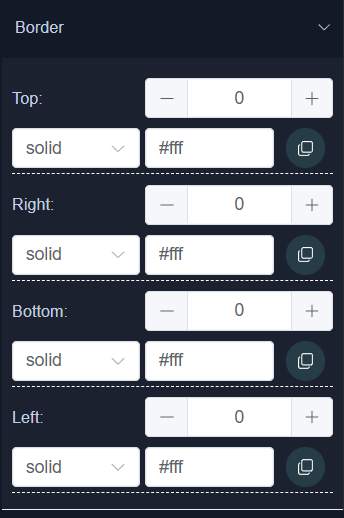 Border
Top:
0
solid
#fff
Right:
0
solid
#fff
Bottom:
0
solid
#fff
Left:
0
solid
#fff